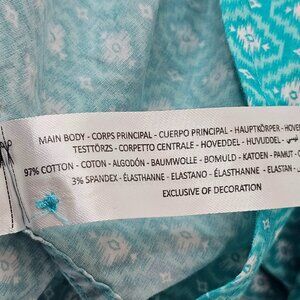 MAIN BODY - CORPS PRINCIPAL - CUERPO PRINCIPAL - HAUPTKÖRPER - HOVE
TESTTÖRZS - CORPETTO CENTRALE - HOVEDDEL - HUVUDDEL -
97% COTTON - COTON - ALGODÓN - BAUMWOLLE - BOMULD - KATOEN - PAMUT -
3% SPANDEX - ÉLASTHANNE - ELASTANO - ÉLASTHANNE - ELASTAN -
EXCLUSIVE OF DECORATION